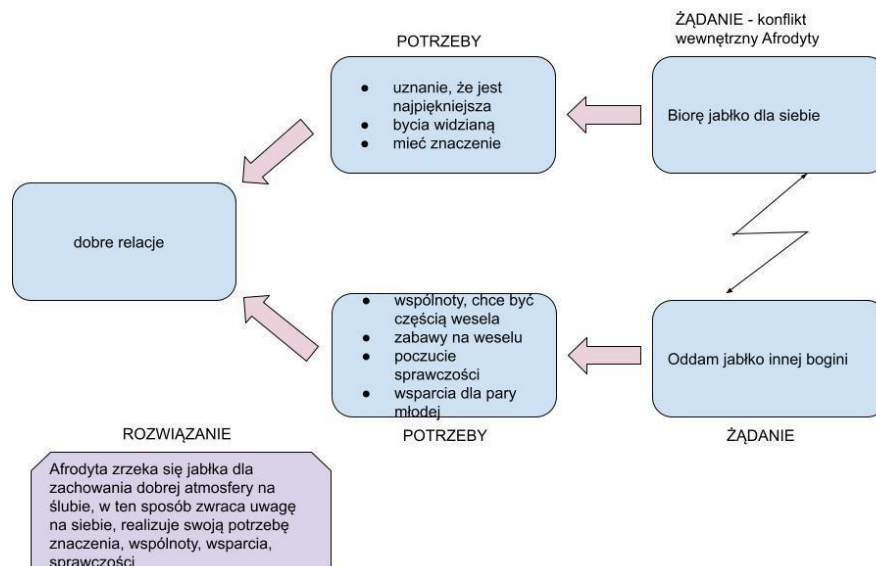 ŻĄDANIE - konflikt
wewnętrzny Afrodyty
POTRZEBY
● uznanie, że jest
najpiękniejsza
● bycia widzianą
● mieć znaczenie
Biorę jabłko dla siebie
dobre relacje
● wspólnoty, chce być
częścią wesela
● zabawy na weselu
● poczucie
sprawczości
● wsparcia dla pary
młodej
Oddam jabłko innej bogini
ROZWIĄZANIE
POTRZEBY
ŻĄDANIE
Afrodyta zrzeka się jabłka dla
zachowania dobrej atmosfery na
ślubie, w ten sposób zwraca uwagę
na siebie, realizuje swoją potrzebę
znaczenia, wspólnoty, wsparcia,
sprawczości